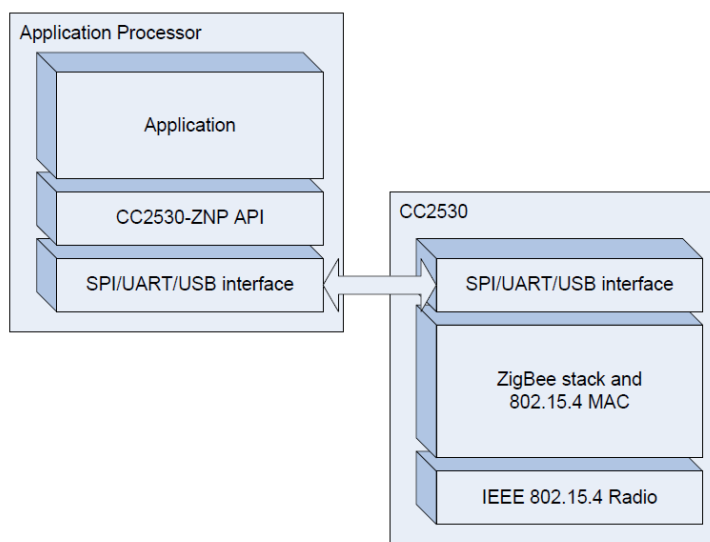 Application Processor
Application
CC2530-ZNP API
SPI/UART/USB interface
CC2530
SPI/UART/USB interface
ZigBee stack and
802.15.4 MAC
IEEE 802.15.4 Radio